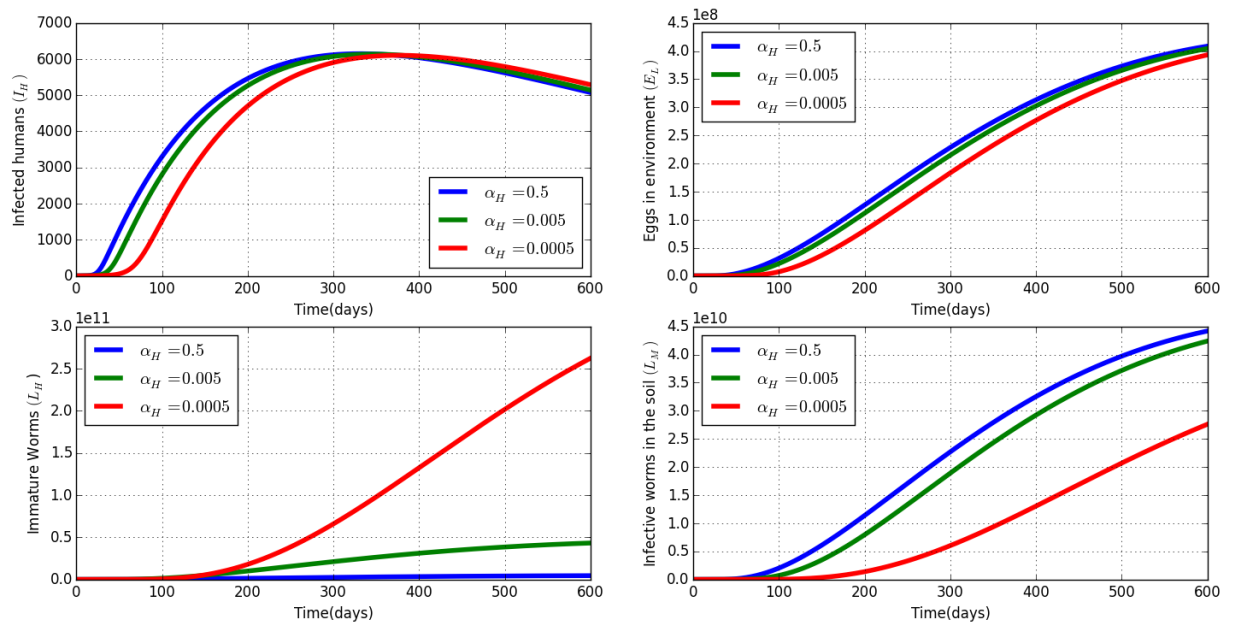 7000
6000
5000
4000
3000
2000
1000
0
Infected humans (I_H)
α_H =0.5
α_H =0.005
α_H =0.0005
0 100 200 300 400 500 600
Time(days)
1e8
4.5
4.0
3.5
3.0
2.5
2.0
1.5
1.0
0.5
0.0
Eggs in environment (E_L)
α_H =0.5
α_H =0.005
α_H =0.0005
0 100 200 300 400 500 600
Time(days)
1e11
3.0
2.5
2.0
1.5
1.0
0.5
0.0
Immature Worms (L_H)
α_H =0.5
α_H =0.005
α_H =0.0005
0 100 200 300 400 500 600
Time(days)
1e10
4.5
4.0
3.5
3.0
2.5
2.0
1.5
1.0
0.5
0.0
Infective worms in the soil (L_M)
α_H =0.5
α_H =0.005
α_H =0.0005
0 100 200 300 400 500 600
Time(days)